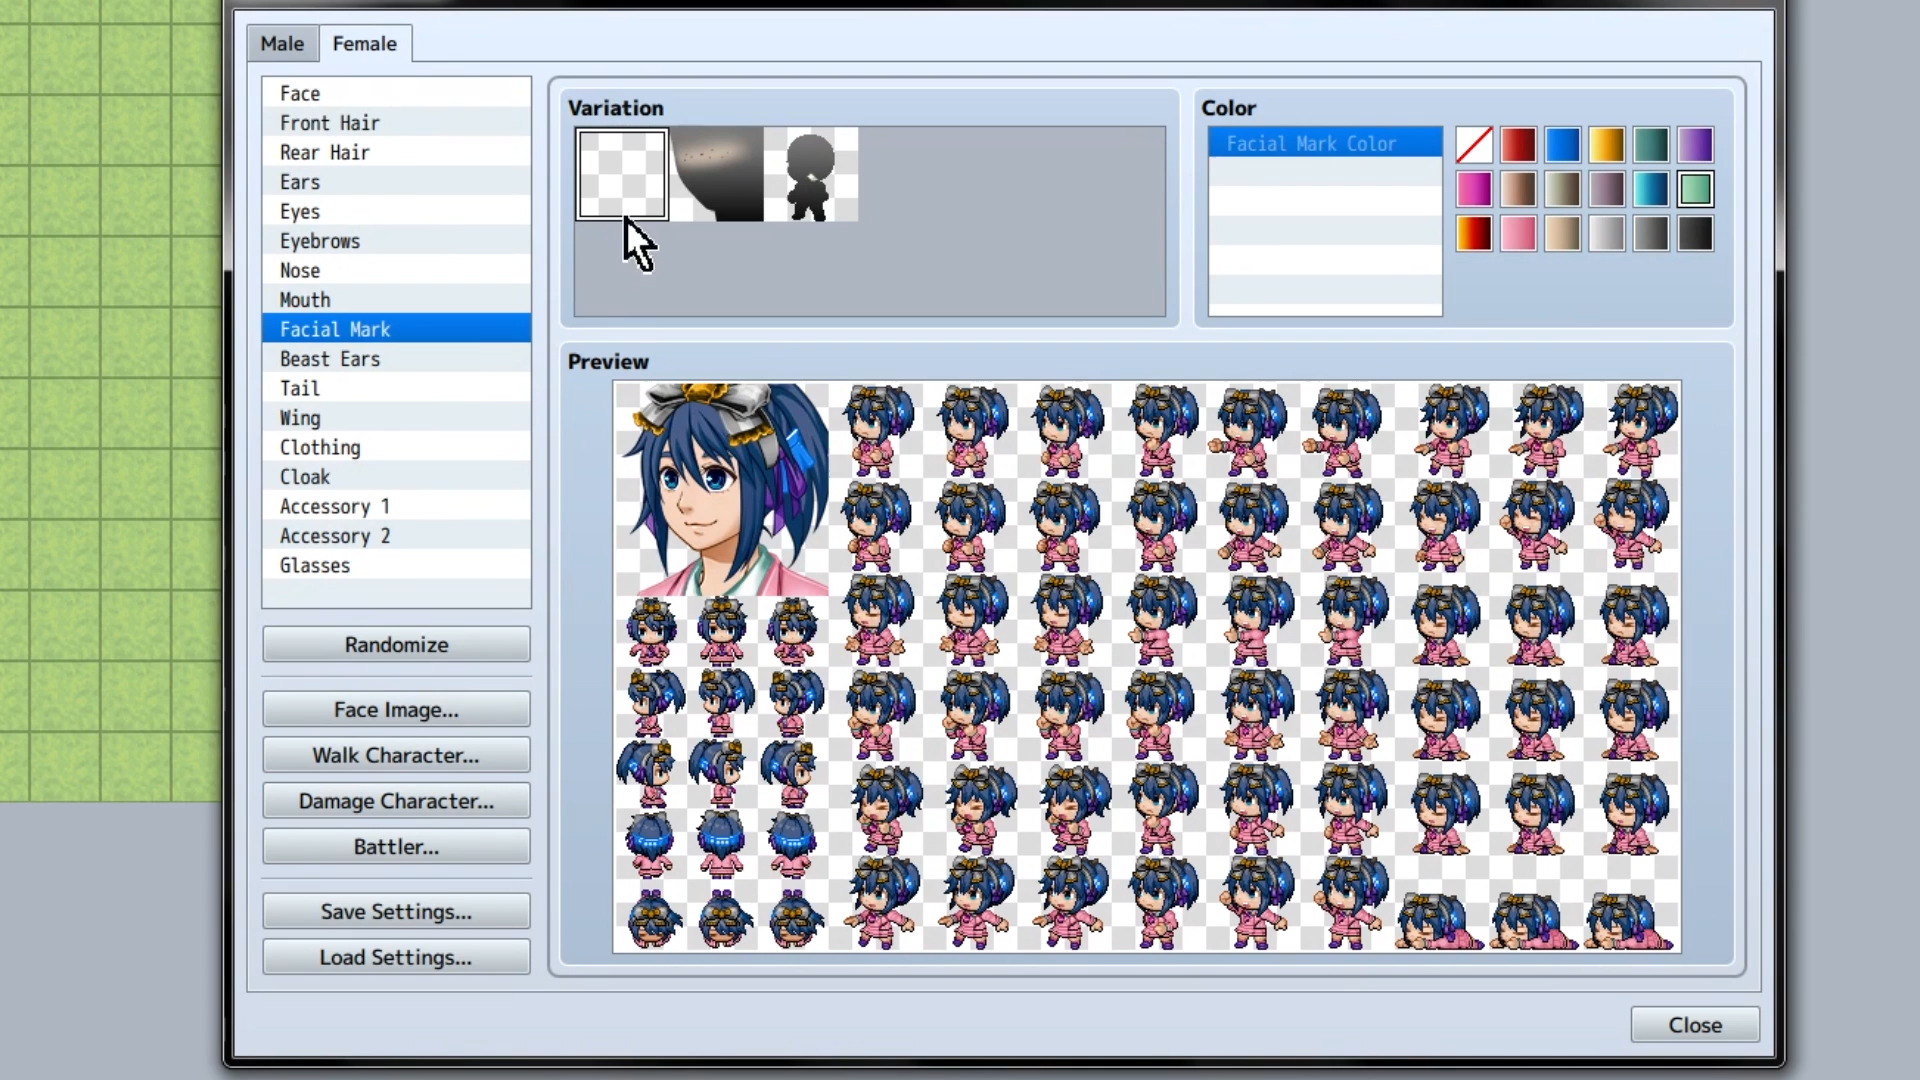 Male
Female
Face
Front Hair
Rear Hair
Ears
Eyes
Eyebrows
Nose
Mouth
Facial Mark
Beast Ears
Tail
Wing
Clothing
Cloak
Accessory 1
Accessory 2
Glasses
Randomize
Face Image...
Walk Character...
Damage Character...
Battler...
Save Settings...
Load Settings...
Variation
Color
Facial Mark Color
Preview
Close